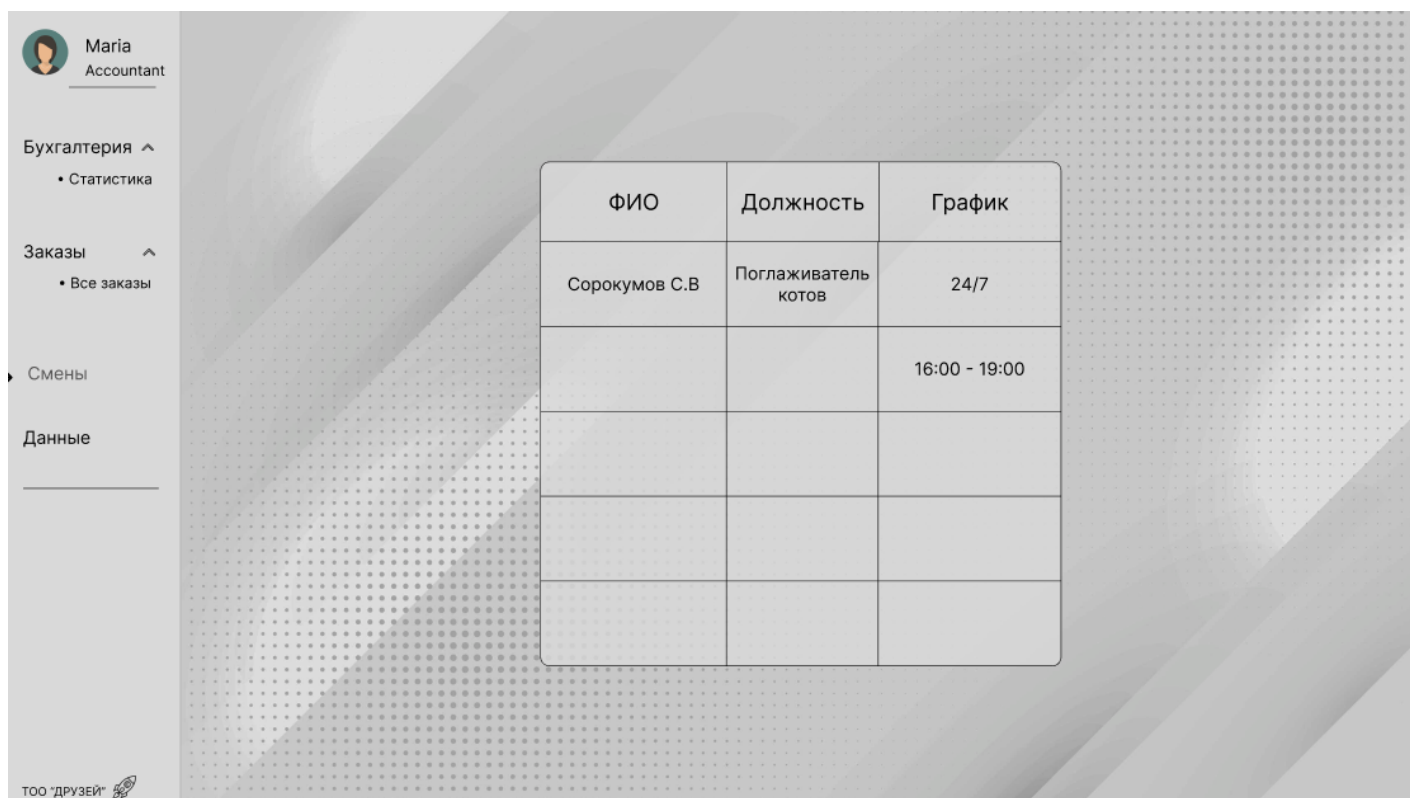 Maria
Accountant
Бухгалтерия
• Статистика
Заказы
• Все заказы
Смены
Данные
ТОО "ДРУЗЕЙ"
ФИО Должность График
Сорокумов С.В Поглаживатель
котов 24/7
16:00 - 19:00